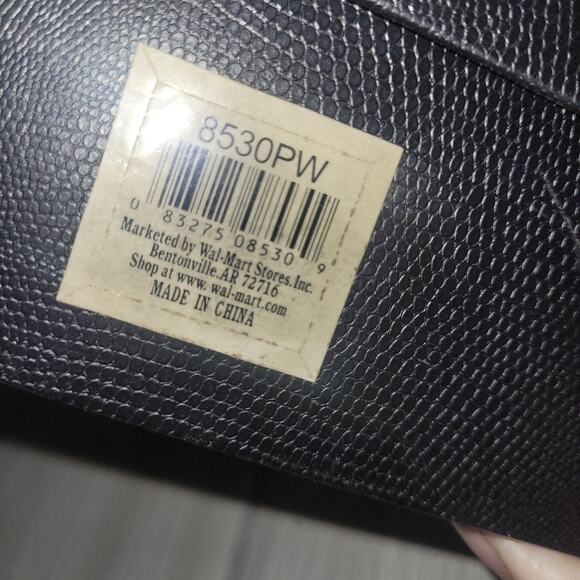 8530PW
0 83275 08530 9
Marketed by Wal-Mart Stores.Inc.
Bentonville.AR 72716
Shop at www. wal-mart.com
MADE IN CHINA